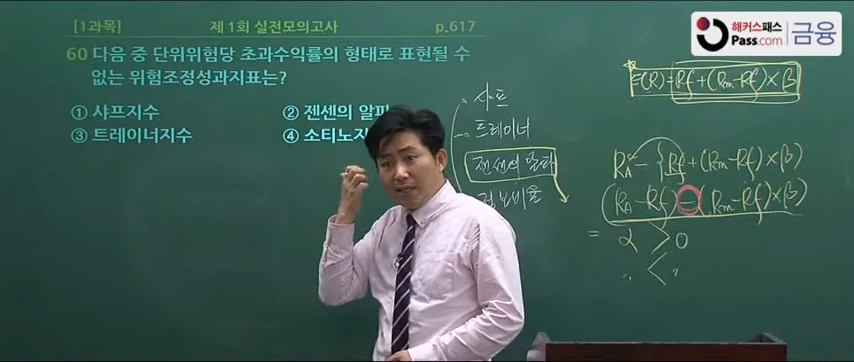 [1과목] 제 1회 실전모의고사 p.617
해커스패스
Pass.com 금융
60 다음 중 단위위험당 초과수익률의 형태로 표현될 수
없는 위험조정성과지표는?
① 샤프지수 ② 젠센의 알파
③ 트레이너지수 ④ 소티노지
샤프
트레이너
젠센의 알파
정보비율
E(R)=Rf+(Rm-Rf)×β
RA-{Rf+(Rm-Rf)×β}
(RA-Rf)-(Rm-Rf)×β)
= α > 0
" < "